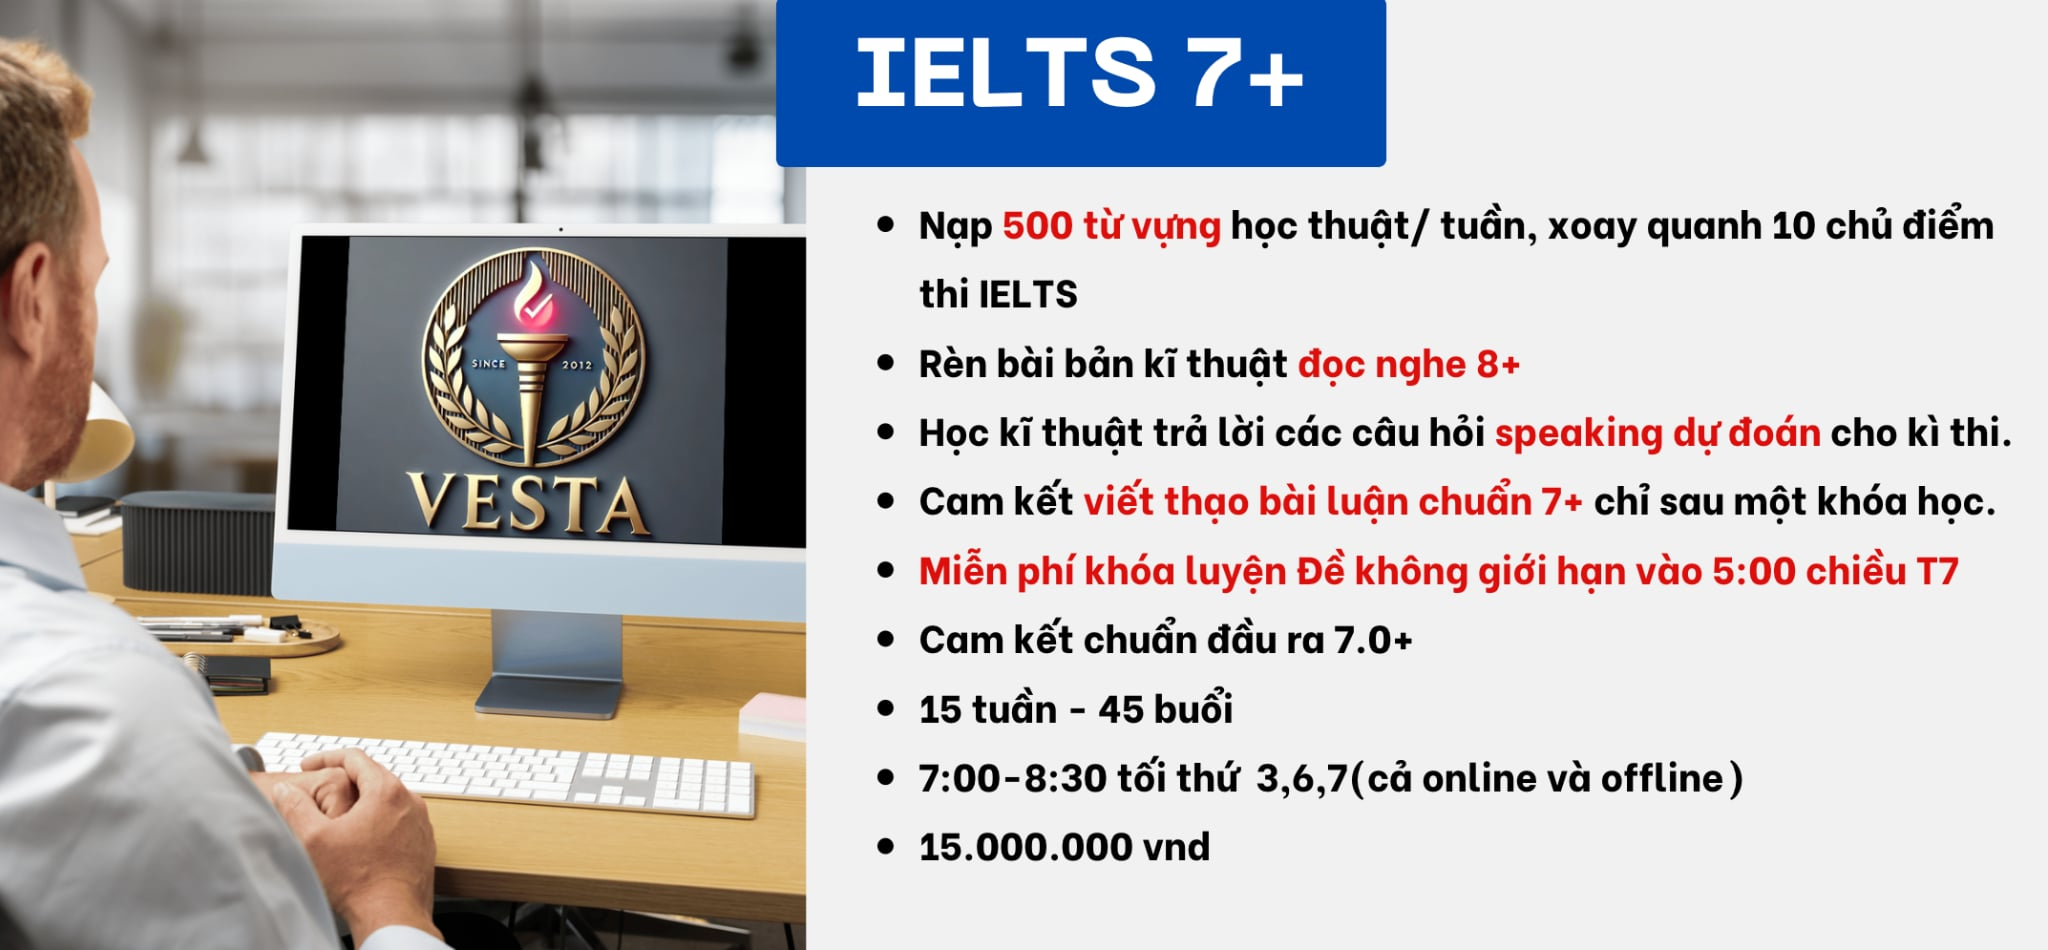 IELTS 7+
SINCE 2012
VESTA
Nạp 500 từ vựng học thuật/ tuần, xoay quanh 10 chủ điểm
thi IELTS
Rèn bài bản kĩ thuật đọc nghe 8+
Học kĩ thuật trả lời các câu hỏi speaking dự đoán cho kì thi.
Cam kết viết thạo bài luận chuẩn 7+ chỉ sau một khóa học.
Miễn phí khóa luyện Đề không giới hạn vào 5:00 chiều T7
Cam kết chuẩn đầu ra 7.0+
15 tuần - 45 buổi
7:00-8:30 tối thứ 3,6,7(cả online và offline)
15.000.000 vnd